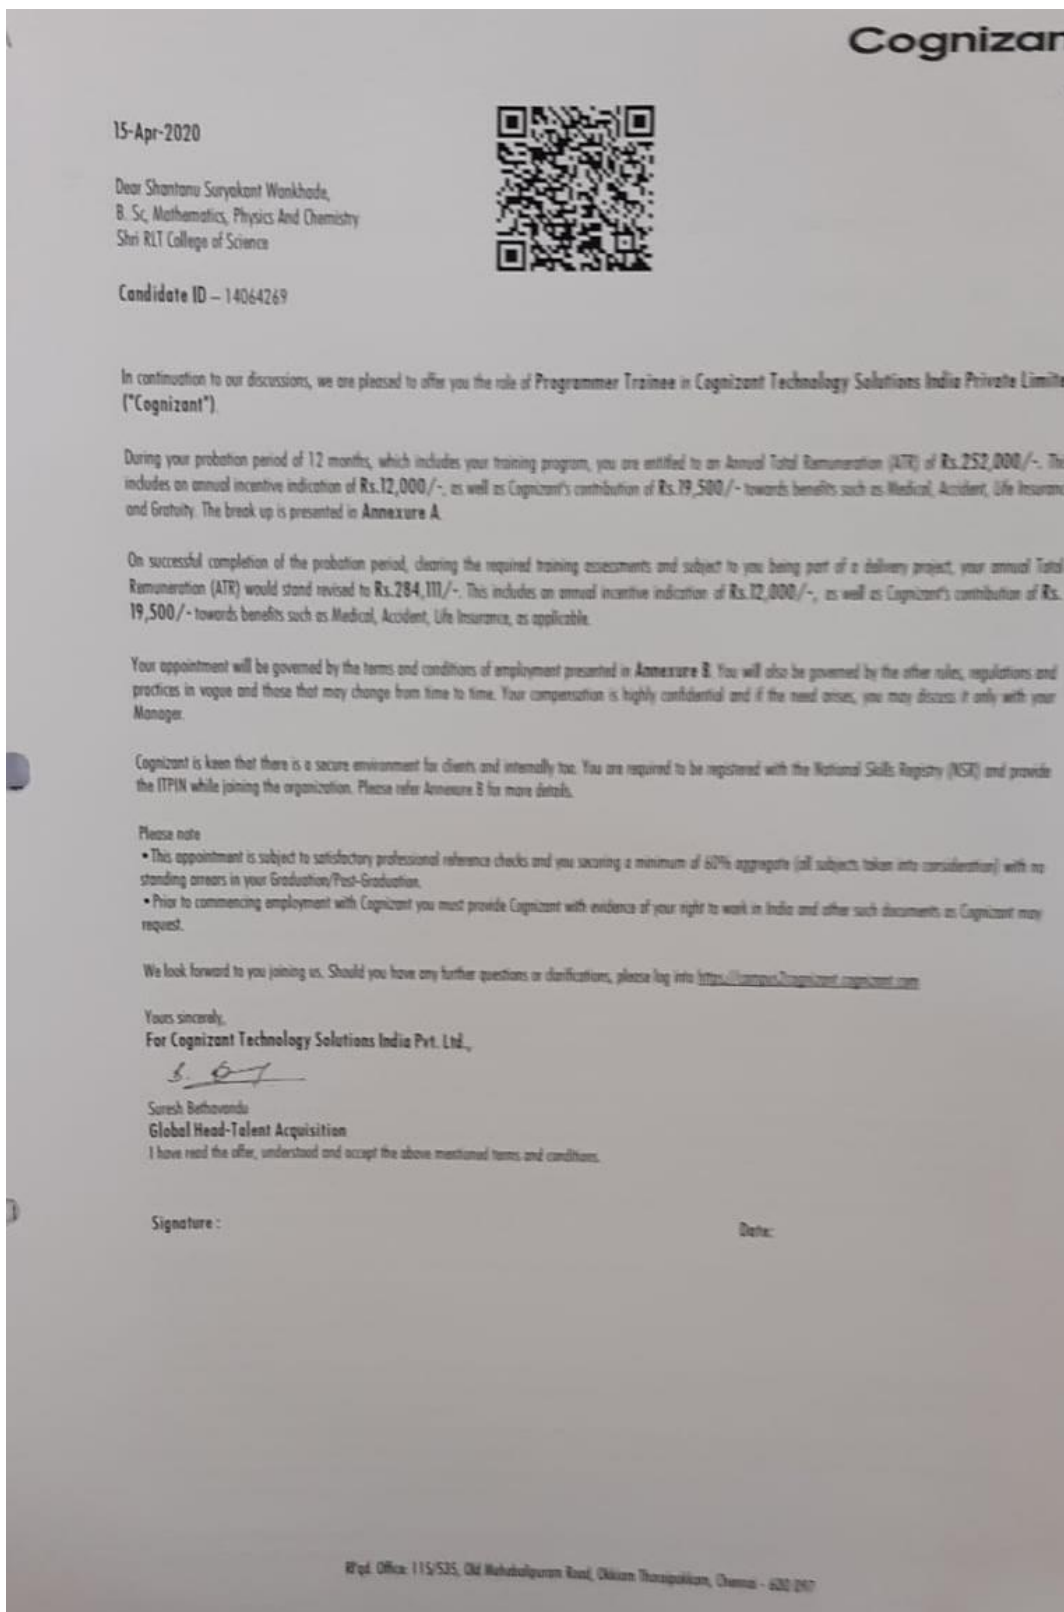 Cognizan
15-Apr-2020
Dear Shantanu Suryakant Wankhade,
B. Sc, Mathematics, Physics And Chemistry
Shri RLT College of Science
Candidate ID – 14064269
In continuation to our discussions, we are pleased to offer you the role of Programmer Trainee in Cognizant Technology Solutions India Private Limite
("Cognizant").
During your probation period of 12 months, which includes your training program, you are entitled to an Annual Total Remuneration (ATR) of Rs.252,000/-. Thi
includes an annual incentive indication of Rs.12,000/-, as well as Cognizant's contribution of Rs.19,500/- towards benefits such as Medical, Accident, Life Insuranc
and Gratuity. The break up is presented in Annexure A.
On successful completion of the probation period, clearing the required training assessments and subject to you being part of a delivery project, your annual Total
Remuneration (ATR) would stand revised to Rs.284,111/-. This includes an annual incentive indication of Rs.12,000/-, as well as Cognizant's contribution of Rs.
19,500/- towards benefits such as Medical, Accident, Life Insurance, as applicable.
Your appointment will be governed by the terms and conditions of employment presented in Annexure B. You will also be governed by the other rules, regulations and
practices in vogue and those that may change from time to time. Your compensation is highly confidential and if the need arises, you may discuss it only with your
Manager.
Cognizant is keen that there is a secure environment for clients and internally too. You are required to be registered with the National Skills Registry (NSR) and provide
the ITPIN while joining the organization. Please refer Annexure B for more details.
Please note
• This appointment is subject to satisfactory professional reference checks and you securing a minimum of 60% aggregate (all subjects taken into consideration) with no
standing arrears in your Graduation/Post-Graduation.
• Prior to commencing employment with Cognizant you must provide Cognizant with evidence of your right to work in India and other such documents as Cognizant may
request.
We look forward to you joining us. Should you have any further questions or clarifications, please log into https://campus2cognizant.cognizant.com
Yours sincerely,
For Cognizant Technology Solutions India Pvt. Ltd.,
Suresh Bethavandu
Global Head-Talent Acquisition
I have read the offer, understood and accept the above mentioned terms and conditions.
Signature :
Date:
Office: 115/535, Old Mahabalipuram Road, Okkiam Thoraipakkam, Chennai - 600 097